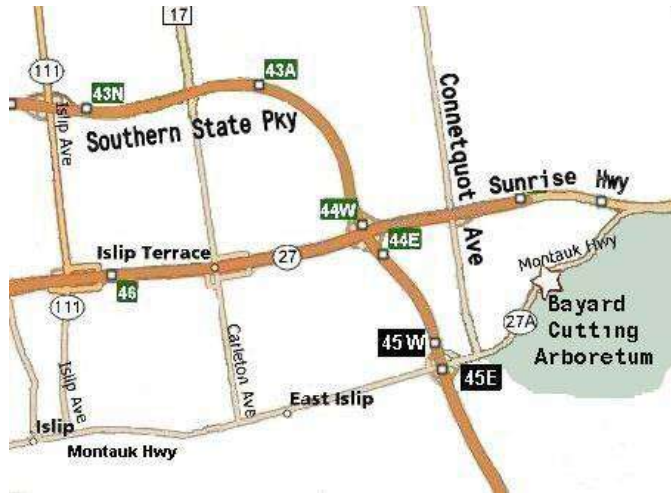 17
111
43N
43A
Islip Ave
Southern State Pky
Connetquot Ave
Sunrise Hwy
44W
44E
Islip Terrace
27
Montauk Hwy
46
111
Bayard
Cutting
Arboretum
27A
45W
45E
Carleton Ave
Islip Ave
East Islip
Islip
Montauk Hwy